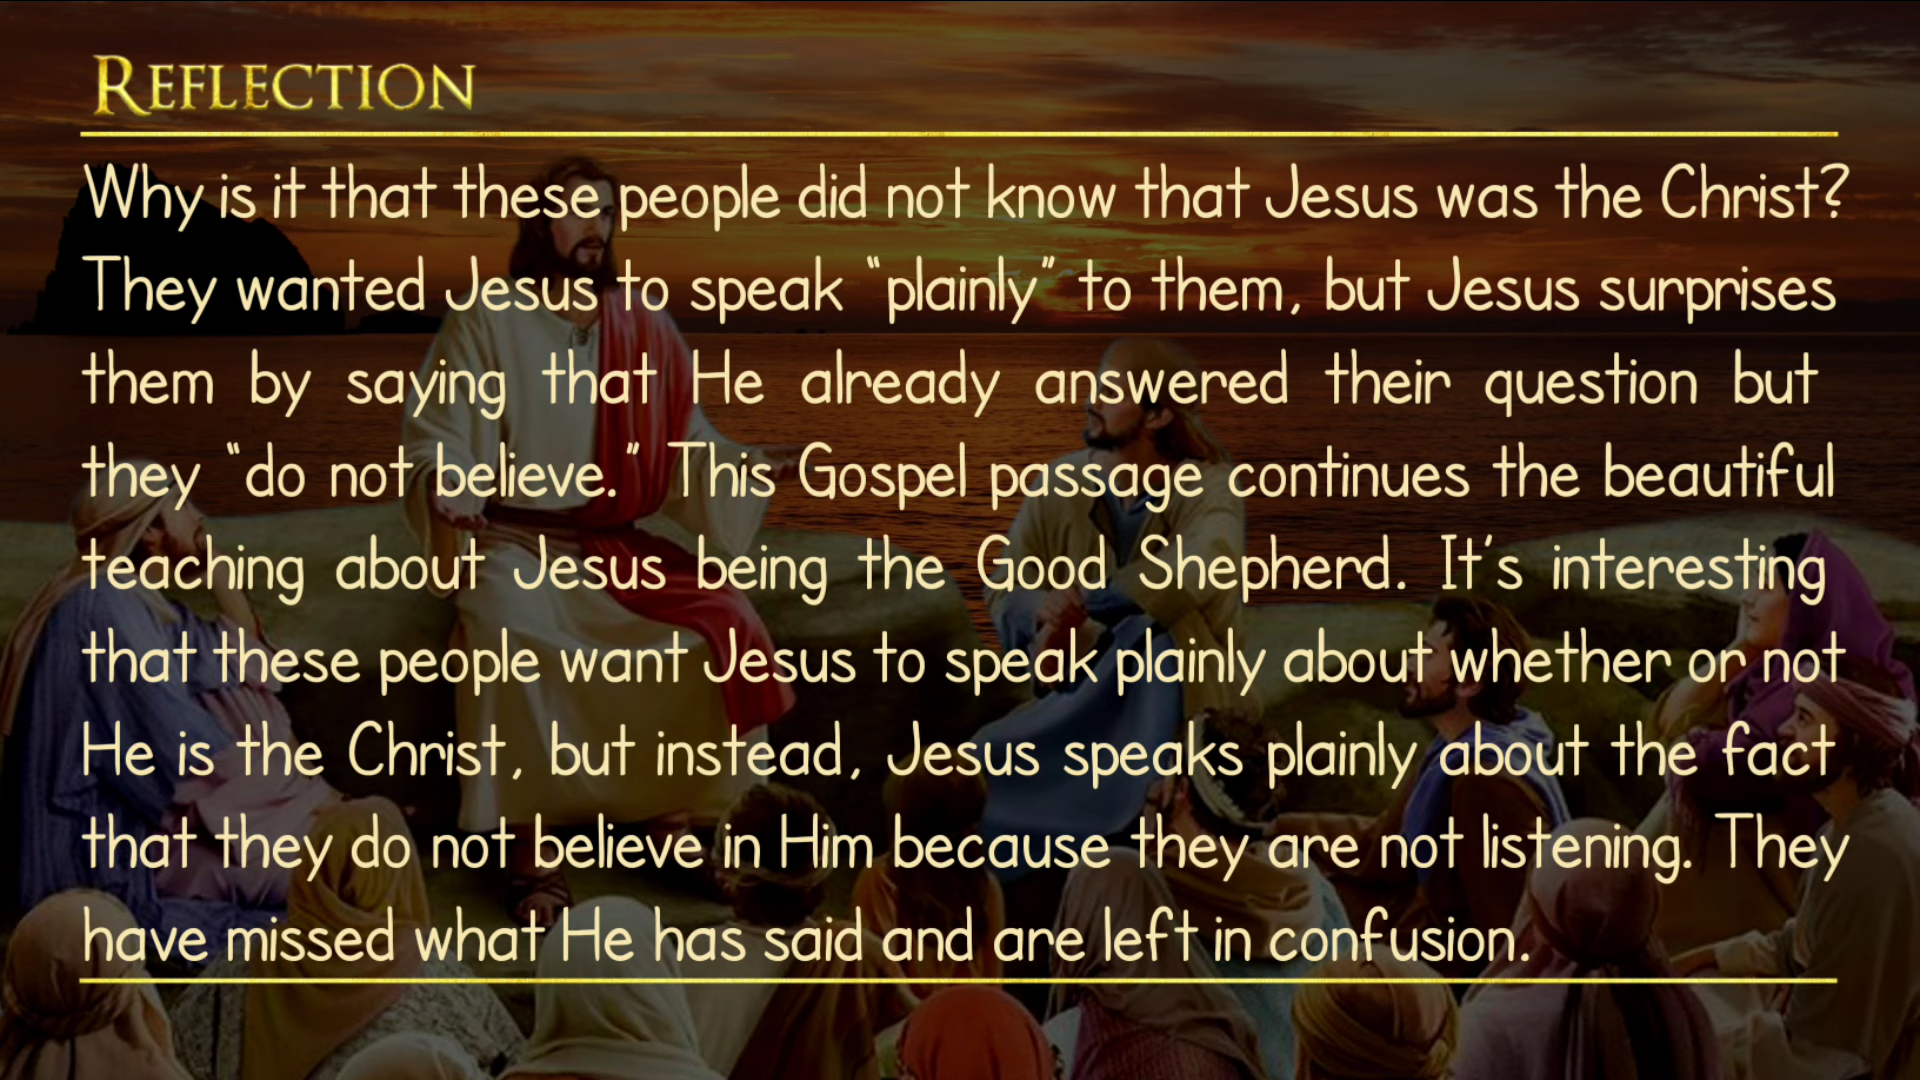 REFLECTION
Why is it that these people did not know that Jesus was the Christ?
They wanted Jesus to speak “plainly” to them, but Jesus surprises
them by saying that He already answered their question but
they “do not believe.” This Gospel passage continues the beautiful
teaching about Jesus being the Good Shepherd. It’s interesting
that these people want Jesus to speak plainly about whether or not
He is the Christ, but instead, Jesus speaks plainly about the fact
that they do not believe in Him because they are not listening. They
have missed what He has said and are left in confusion.